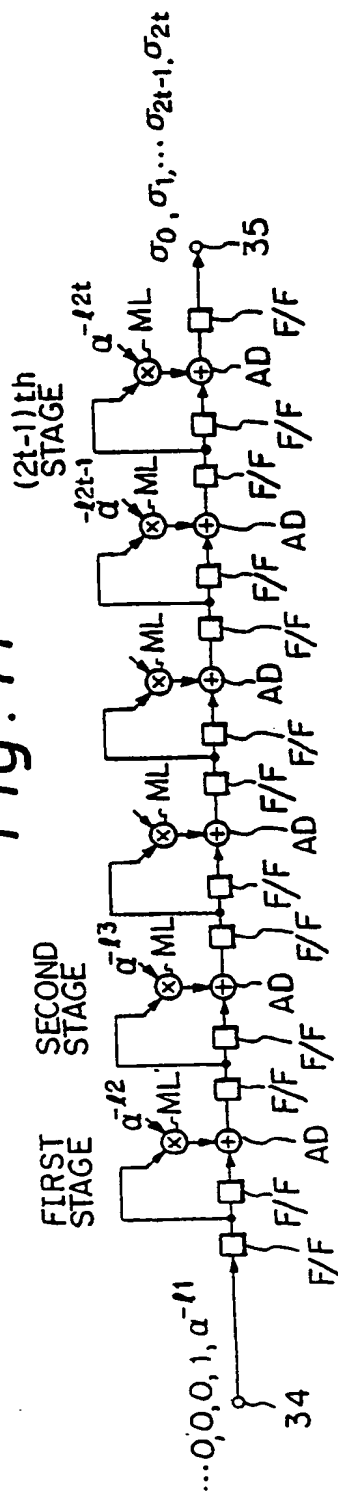 Fig. 17
FIRST
STAGE
SECOND
STAGE
(2t-1)th
STAGE
α^-ℓ2
ML
α^-ℓ3
ML
ML
ML
α^-ℓ2t-1
ML
α^-ℓ2t
ML
...0,0,0,1,α^-ℓ1
σ0, σ1, ... σ2t-1, σ2t
34
F/F
F/F
AD
F/F
F/F
AD
F/F
F/F
AD
F/F
F/F
AD
F/F
F/F
AD
F/F
F/F
AD
F/F
35